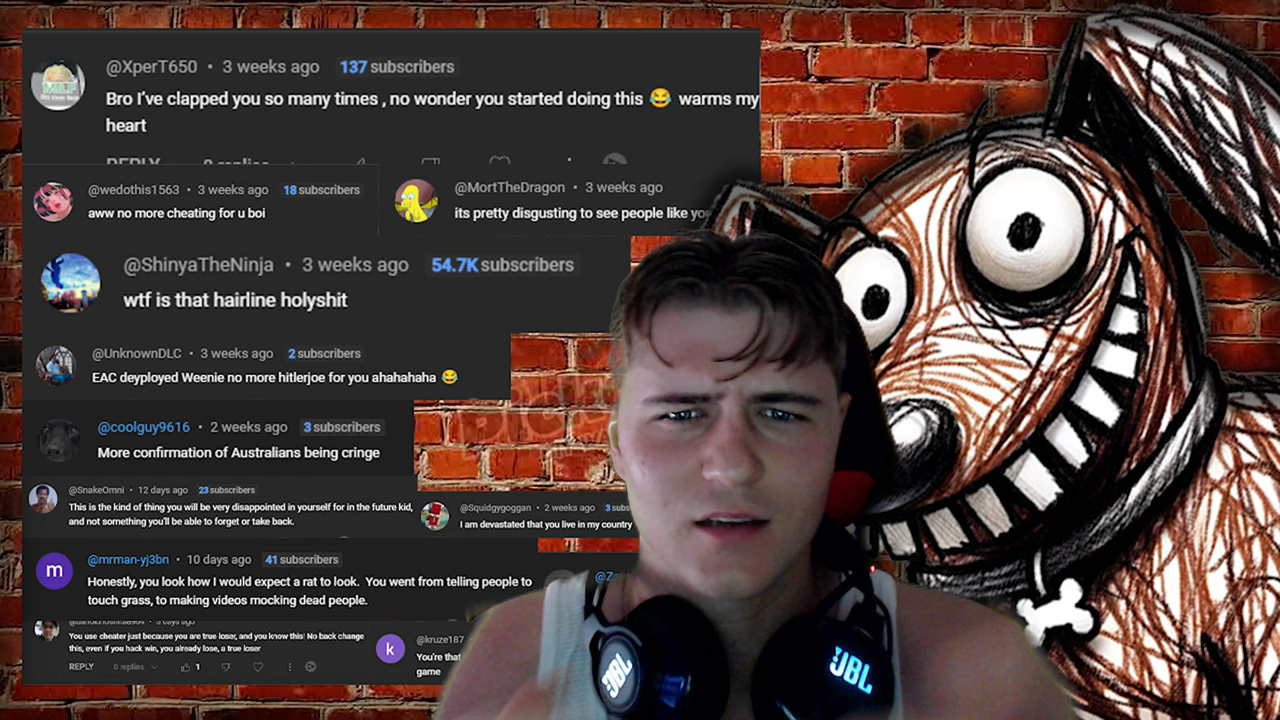 @XperT650 • 3 weeks ago 137 subscribers
Bro I've clapped you so many times , no wonder you started doing this 😂 warms my
heart
REPLY 0 replies
@wedothis1563 • 3 weeks ago 18 subscribers
aww no more cheating for u boi
@MortTheDragon • 3 weeks ago
its pretty disgusting to see people like you
@ShinyaTheNinja • 3 weeks ago 54.7K subscribers
wtf is that hairline holyshit
@UnknownDLC • 3 weeks ago 2 subscribers
EAC deyployed Weenie no more hitlerjoe for you ahahahaha 😂
@coolguy9616 • 2 weeks ago 3 subscribers
More confirmation of Australians being cringe
@SnakeOmni • 12 days ago 23 subscribers
This is the kind of thing you will be very disappointed in yourself for in the future kid,
and not something you'll be able to forget or take back.
@Squidgygoggan • 2 weeks ago 3 subs
I am devastated that you live in my country
m
@mrman-yj3bn • 10 days ago 41 subscribers
Honestly, you look how I would expect a rat to look. You went from telling people to
touch grass, to making videos mocking dead people.
5 days ago
You use cheater just because you are true loser, and you know this! No back change
this, even if you hack win, you already lose, a true loser
REPLY 0 replies 1
k
@kruze187
You're that
game
MILF
JBL
JBL